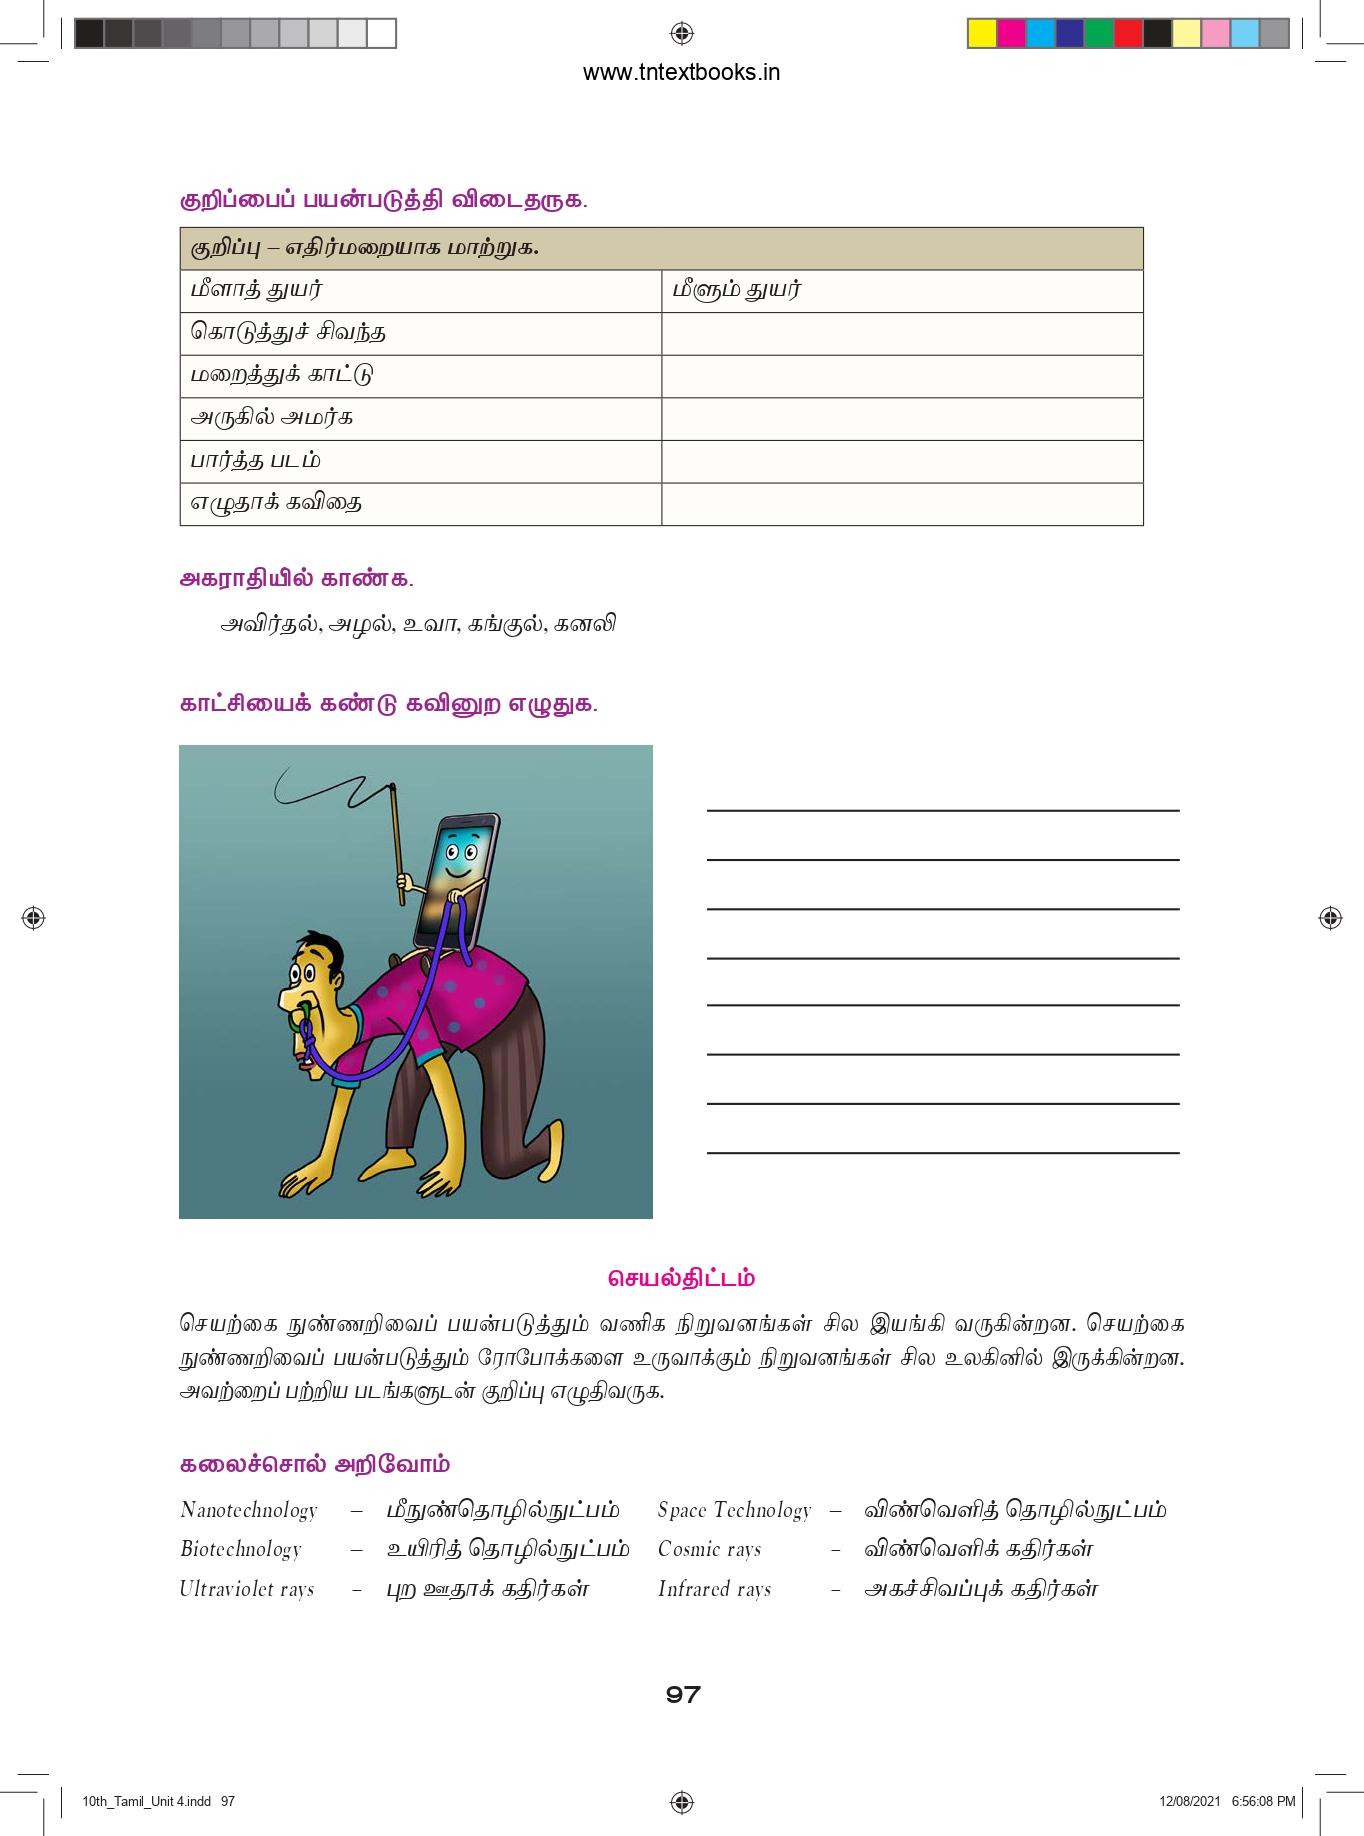 www.tntextbooks.in
குறிப்பைப் பயன்படுத்தி விடைதருக.
குறிப்பு – எதிர்மறையாக மாற்றுக.
மீளாத் துயர் மீளும் துயர்
கொடுத்துச் சிவந்த
மறைத்துக் காட்டு
அருகில் அமர்க
பார்த்த படம்
எழுதாக் கவிதை
அகராதியில் காண்க.
அவிர்தல், அழல், உவா, கங்குல், கனலி
காட்சியைக் கண்டு கவினுற எழுதுக.
செயல்திட்டம்
செயற்கை நுண்ணறிவைப் பயன்படுத்தும் வணிக நிறுவனங்கள் சில இயங்கி வருகின்றன. செயற்கை
நுண்ணறிவைப் பயன்படுத்தும் ரோபோக்களை உருவாக்கும் நிறுவனங்கள் சில உலகினில் இருக்கின்றன.
அவற்றைப் பற்றிய படங்களுடன் குறிப்பு எழுதிவருக.
கலைச்சொல் அறிவோம்
Nanotechnology – மீநுண்தொழில்நுட்பம் Space Technology – விண்வெளித் தொழில்நுட்பம்
Biotechnology – உயிரித் தொழில்நுட்பம் Cosmic rays – விண்வெளிக் கதிர்கள்
Ultraviolet rays – புற ஊதாக் கதிர்கள் Infrared rays – அகச்சிவப்புக் கதிர்கள்
97
10th_Tamil_Unit 4.indd 97 12/08/2021 6:56:08 PM